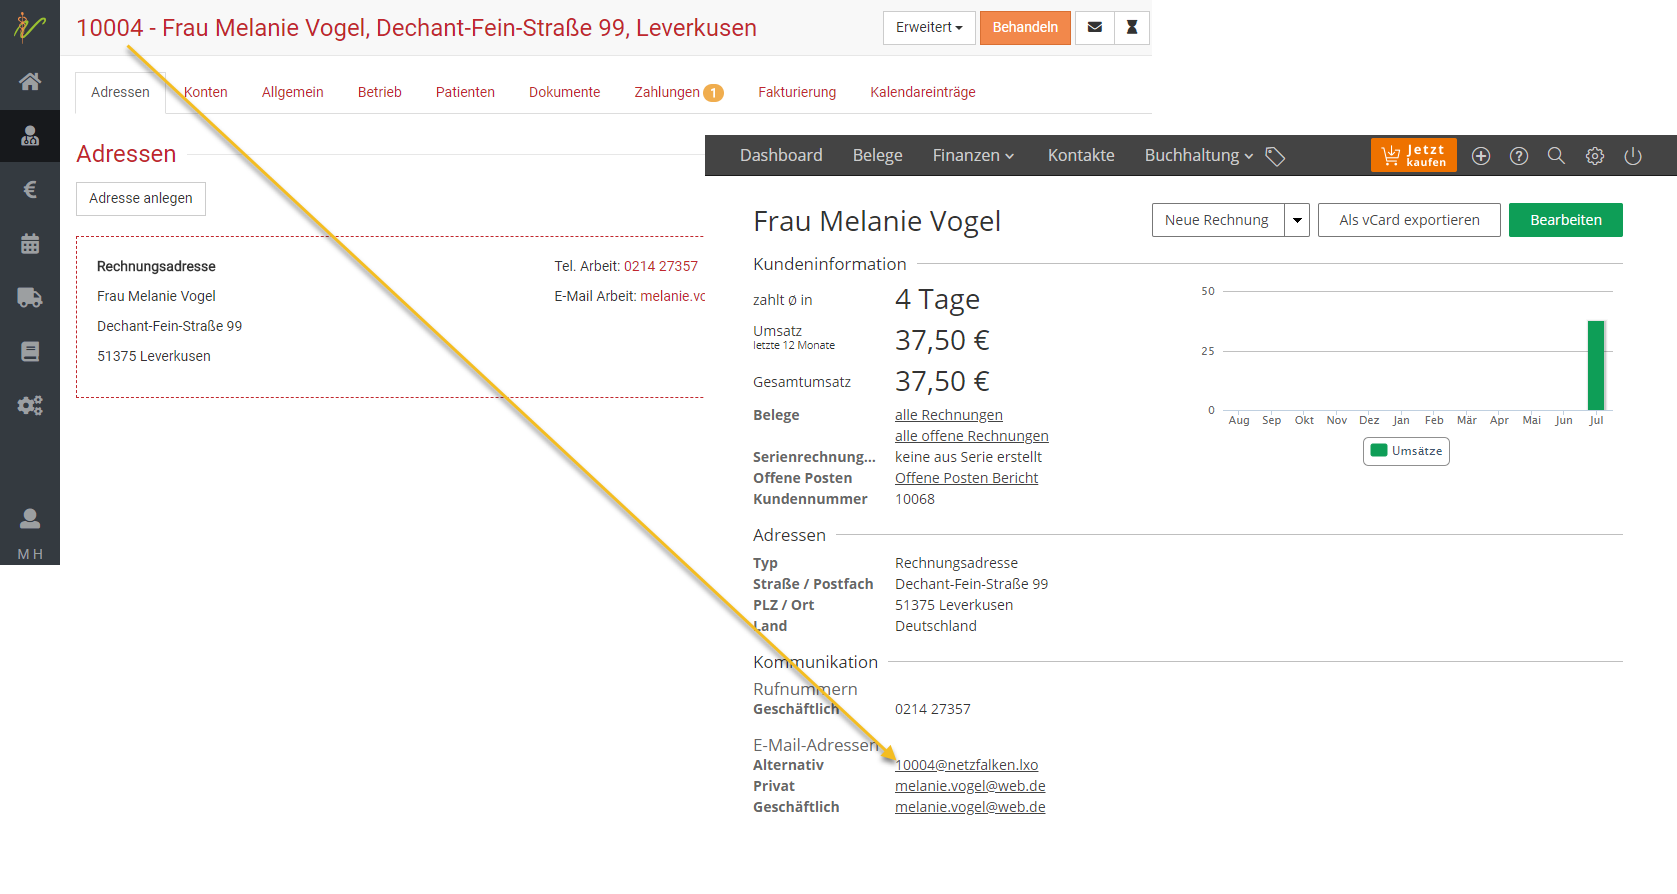 10004 - Frau Melanie Vogel, Dechant-Fein-Straße 99, Leverkusen
Erweitert
Behandeln
Adressen Konten Allgemein Betrieb Patienten Dokumente Zahlungen 1 Fakturierung Kalendereinträge
Adressen
Adresse anlegen
Rechnungsadresse
Frau Melanie Vogel
Dechant-Fein-Straße 99
51375 Leverkusen
Tel. Arbeit: 0214 27357
E-Mail Arbeit: melanie.vo
M H
Dashboard Belege Finanzen Kontakte Buchhaltung
Jetzt
kaufen
Frau Melanie Vogel
Neue Rechnung
Als vCard exportieren
Bearbeiten
Kundeninformation
zahlt Ø in 4 Tage
Umsatz 37,50 €
letzte 12 Monate
Gesamtumsatz 37,50 €
Belege alle Rechnungen
alle offene Rechnungen
Serienrechnung... keine aus Serie erstellt
Offene Posten Offene Posten Bericht
Kundennummer 10068
50
25
0
Aug Sep Okt Nov Dez Jan Feb Mär Apr Mai Jun Jul
Umsätze
Adressen
Typ Rechnungsadresse
Straße / Postfach Dechant-Fein-Straße 99
PLZ / Ort 51375 Leverkusen
Land Deutschland
Kommunikation
Rufnummern
Geschäftlich 0214 27357
E-Mail-Adressen
Alternativ 10004@netzfalken.lxo
Privat melanie.vogel@web.de
Geschäftlich melanie.vogel@web.de